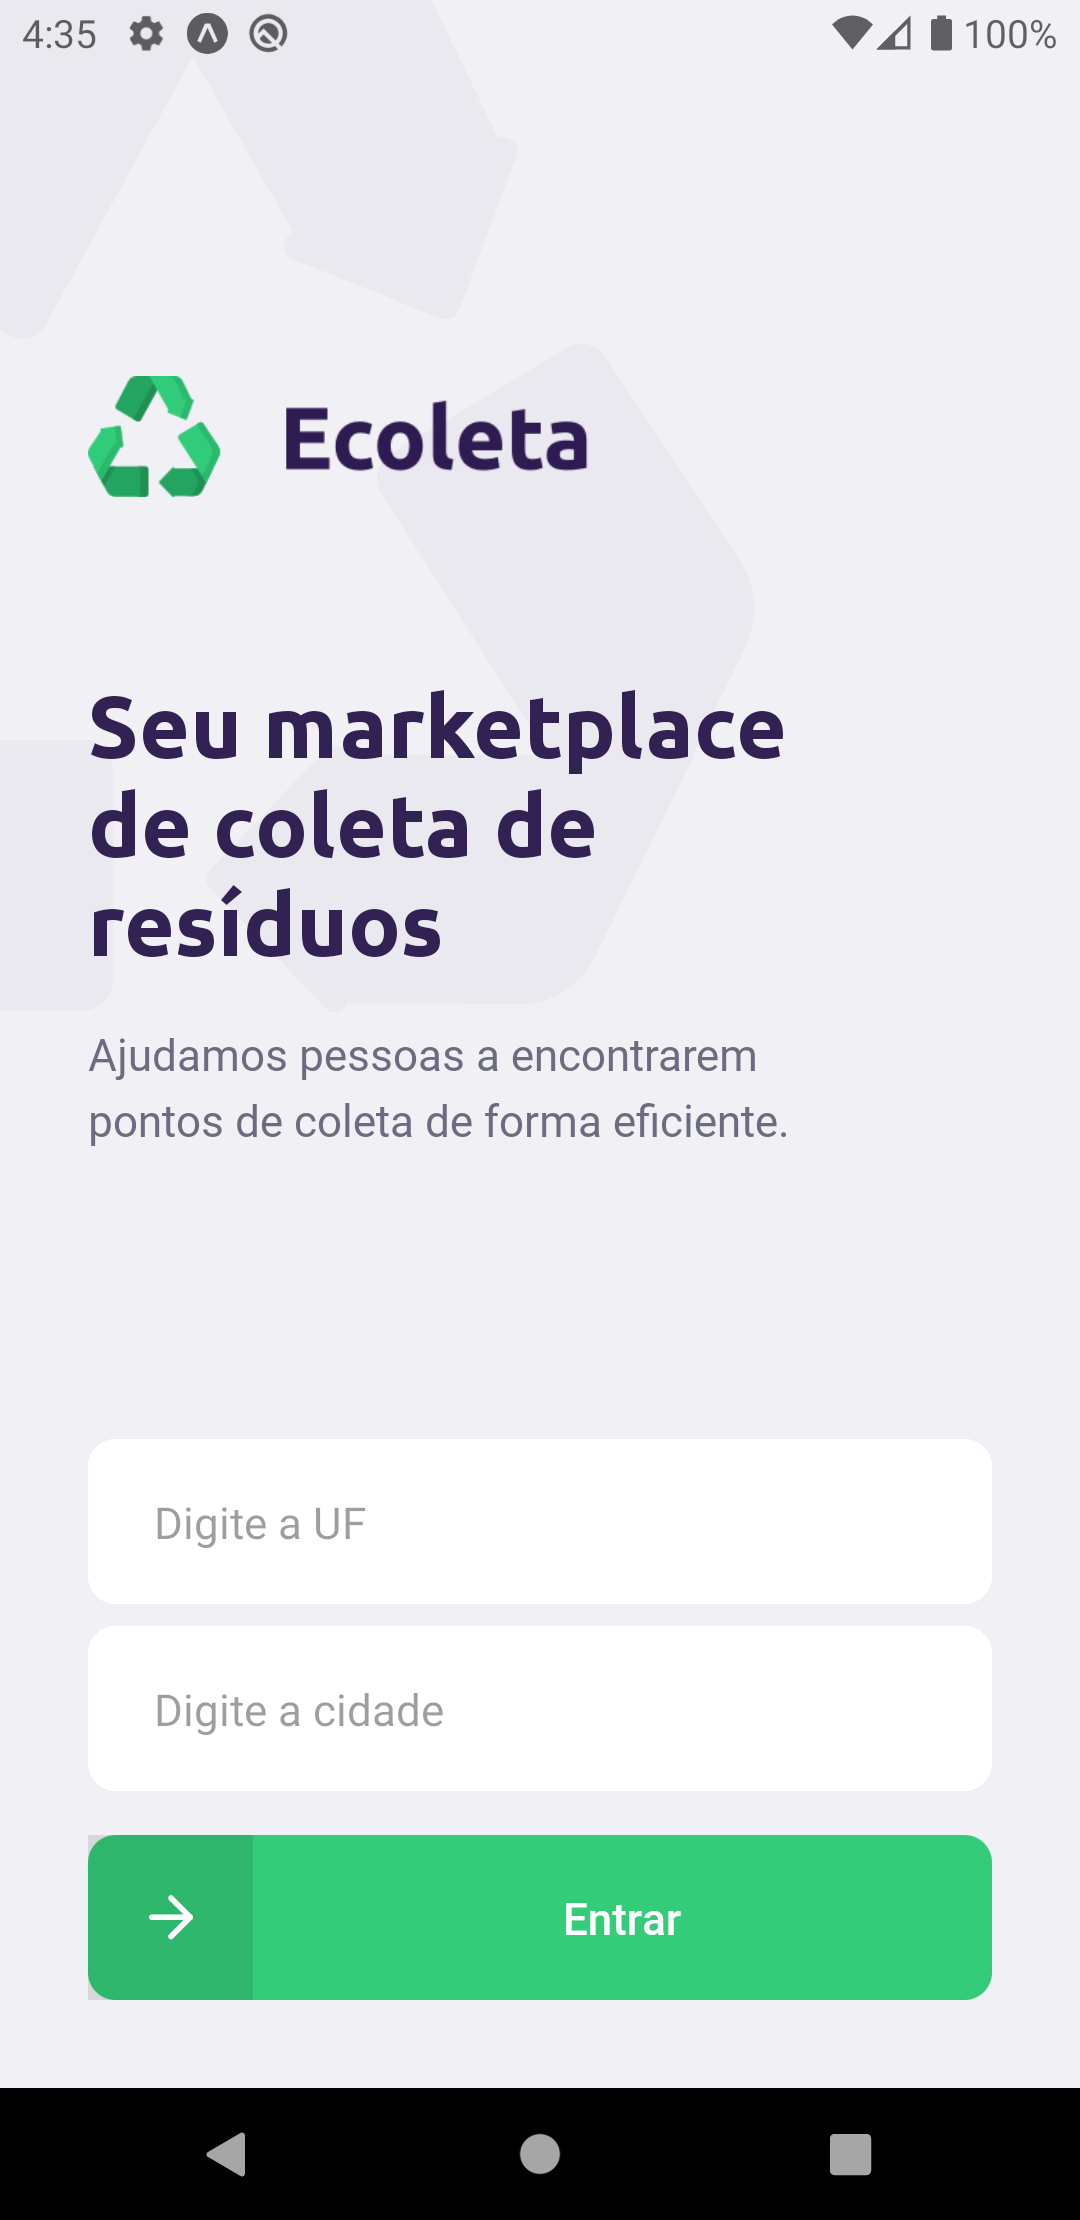 4:35 100%
Ecoleta
Seu marketplace
de coleta de
resíduos
Ajudamos pessoas a encontrarem
pontos de coleta de forma eficiente.
Digite a UF
Digite a cidade
Entrar